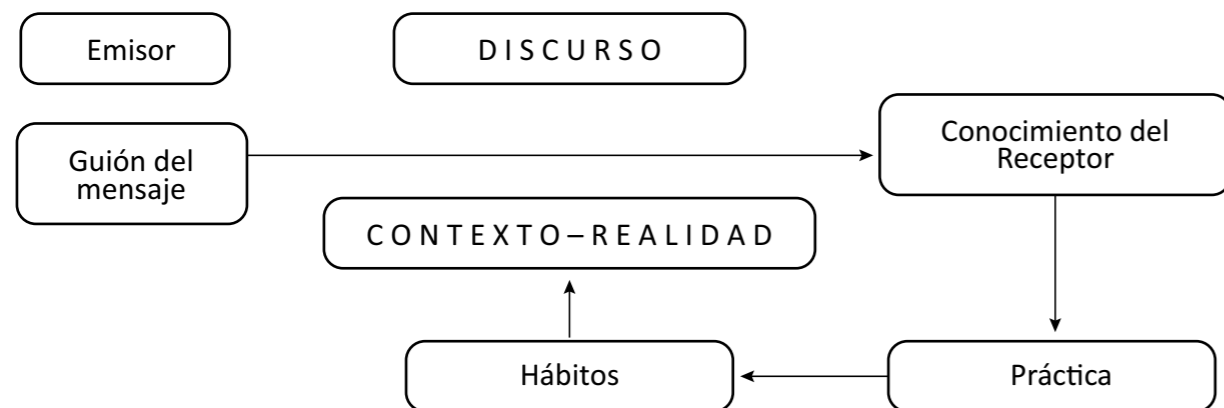 Emisor
D I S C U R S O
Guión del
mensaje
Conocimiento del
Receptor
C O N T E X T O – R E A L I D A D
Hábitos
Práctica